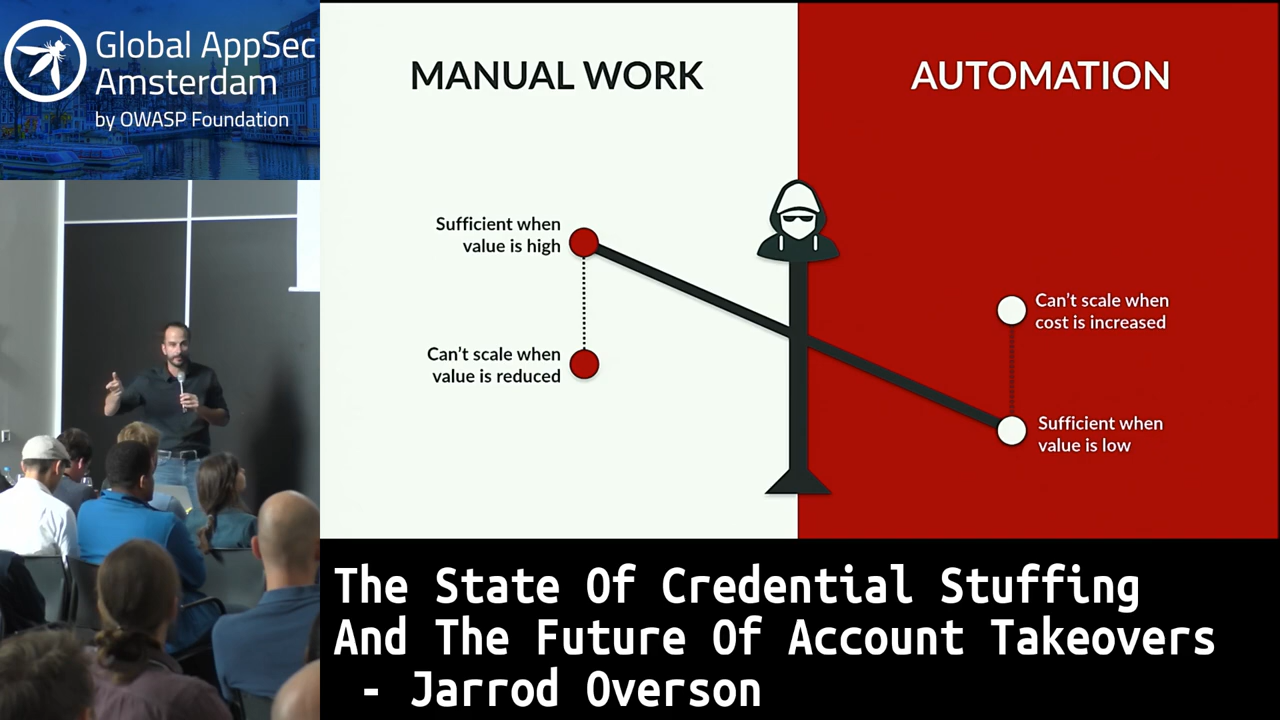 Global AppSec
Amsterdam
by OWASP Foundation
MANUAL WORK
AUTOMATION
Sufficient when
value is high
Can't scale when
value is reduced
Can't scale when
cost is increased
Sufficient when
value is low
The State Of Credential Stuffing
And The Future Of Account Takeovers
- Jarrod Overson